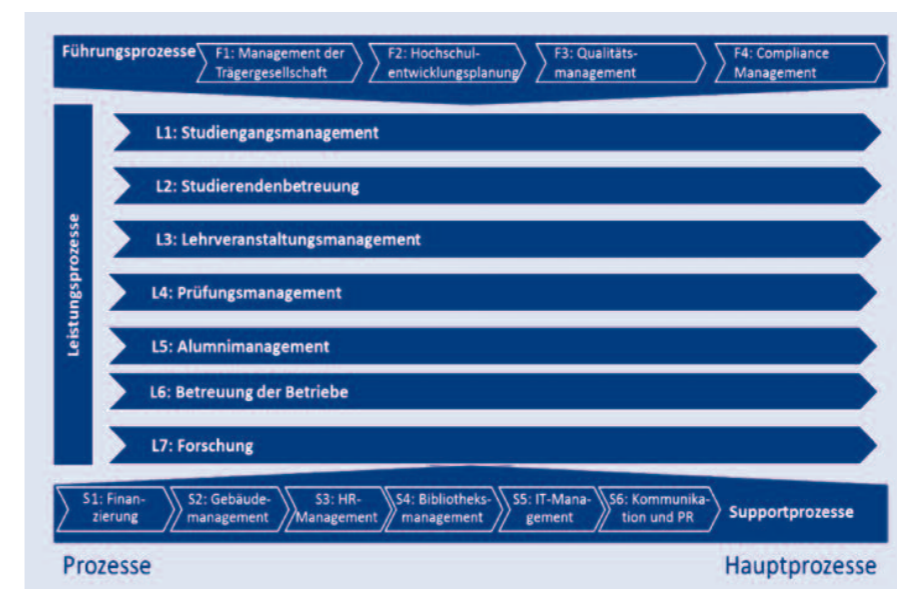 Führungsprozesse
F1: Management der
Trägergesellschaft
F2: Hochschul-
entwicklungsplanung
F3: Qualitäts-
management
F4: Compliance
Management
Leistungsprozesse
L1: Studiengangsmanagement
L2: Studierendenbetreuung
L3: Lehrveranstaltungsmanagement
L4: Prüfungsmanagement
L5: Alumnimanagement
L6: Betreuung der Betriebe
L7: Forschung
S1: Finan-
zierung
S2: Gebäude-
management
S3: HR-
Management
S4: Bibliotheks-
management
S5: IT-Mana-
gement
S6: Kommunika-
tion und PR
Supportprozesse
Prozesse
Hauptprozesse